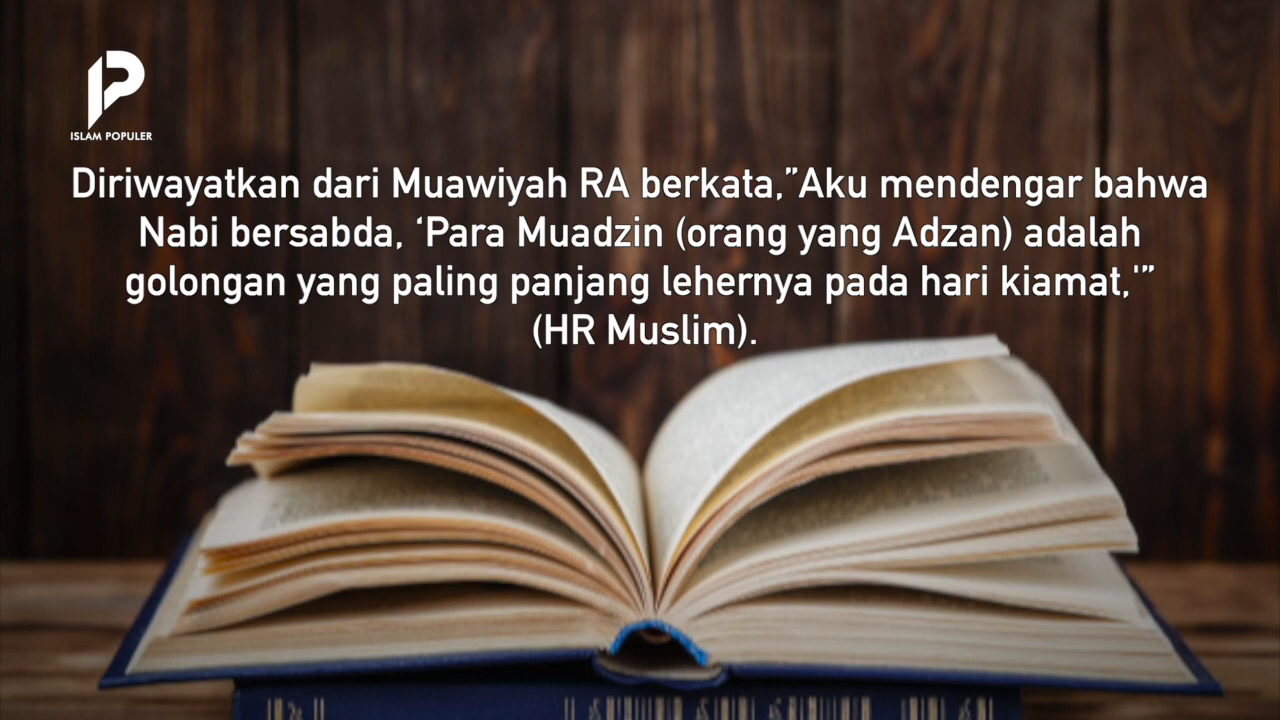 ISLAM POPULER
Diriwayatkan dari Muawiyah RA berkata,”Aku mendengar bahwa
Nabi bersabda, ‘Para Muadzin (orang yang Adzan) adalah
golongan yang paling panjang lehernya pada hari kiamat,'”
(HR Muslim).